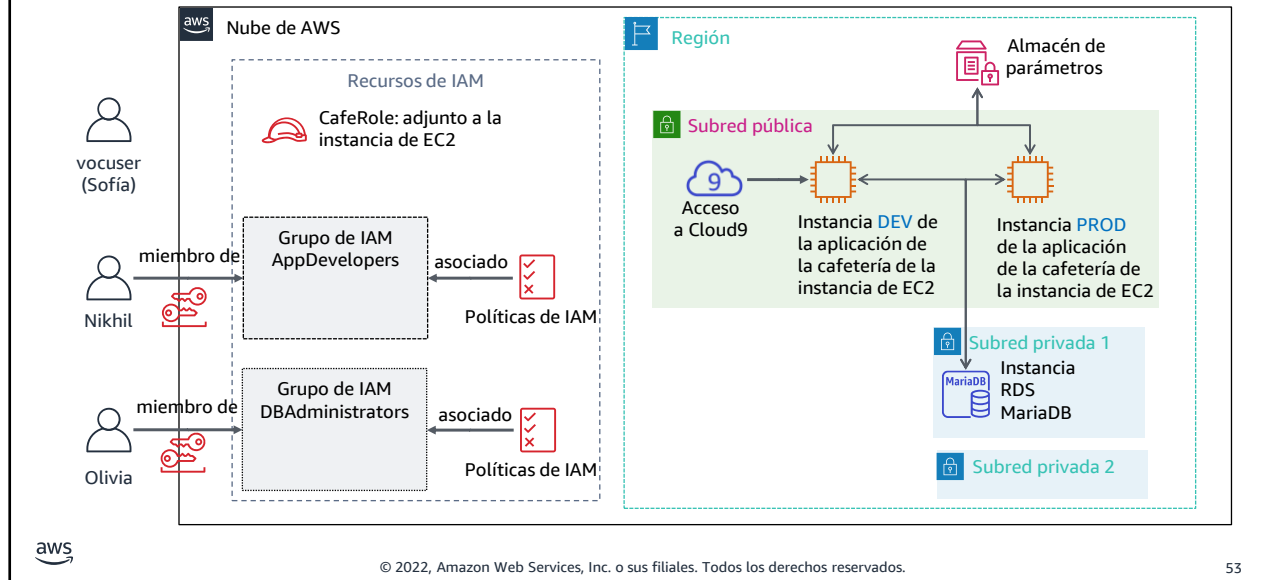 aws
Nube de AWS
Recursos de IAM
CafeRole: adjunto a la
instancia de EC2
vocuser
(Sofía)
Grupo de IAM
AppDevelopers
miembro de
asociado
Nikhil
Políticas de IAM
Grupo de IAM
DBAdministrators
miembro de
asociado
Olivia
Políticas de IAM
Región
Almacén de
parámetros
Subred pública
9
Acceso
a Cloud9
Instancia DEV de
la aplicación de
la cafetería de la
instancia de EC2
Instancia PROD
de la aplicación
de la cafetería de
la instancia de EC2
Subred privada 1
MariaDB
Instancia
RDS
MariaDB
Subred privada 2
aws
© 2022, Amazon Web Services, Inc. o sus filiales. Todos los derechos reservados.
53